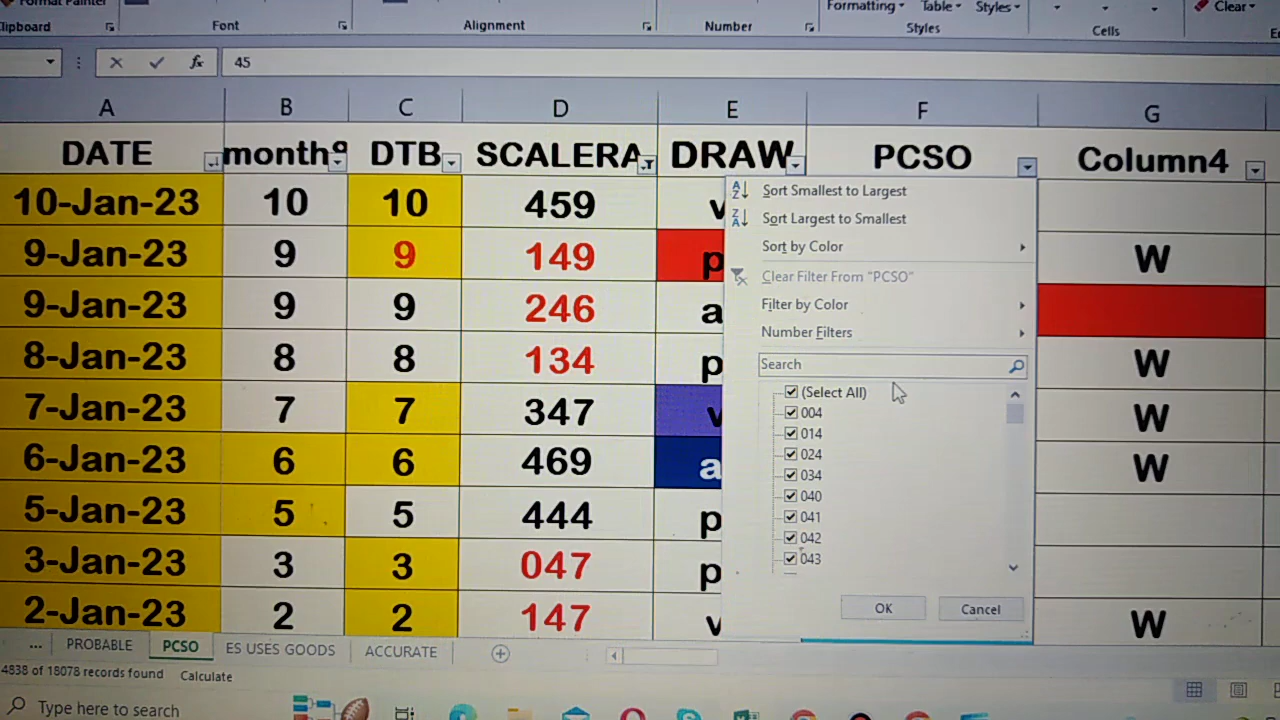 Format Painter
Formatting Table Styles Clear
Clipboard Font Alignment Number Styles Cells
fx 45
A B C D E F G
DATE months DTB SCALERA DRAW PCSO Column4
10-Jan-23 10 10 459 v
9-Jan-23 9 9 149 p W
9-Jan-23 9 9 246 a
8-Jan-23 8 8 134 p W
7-Jan-23 7 7 347 v W
6-Jan-23 6 6 469 a W
5-Jan-23 5 5 444 p
3-Jan-23 3 3 047 p
2-Jan-23 2 2 147 v W
Sort Smallest to Largest
Sort Largest to Smallest
Sort by Color
Clear Filter From "PCSO"
Filter by Color
Number Filters
Search
(Select All)
004
014
024
034
040
041
042
043
OK Cancel
... PROBABLE PCSO ES USES GOODS ACCURATE
4838 of 18078 records found Calculate
Type here to search